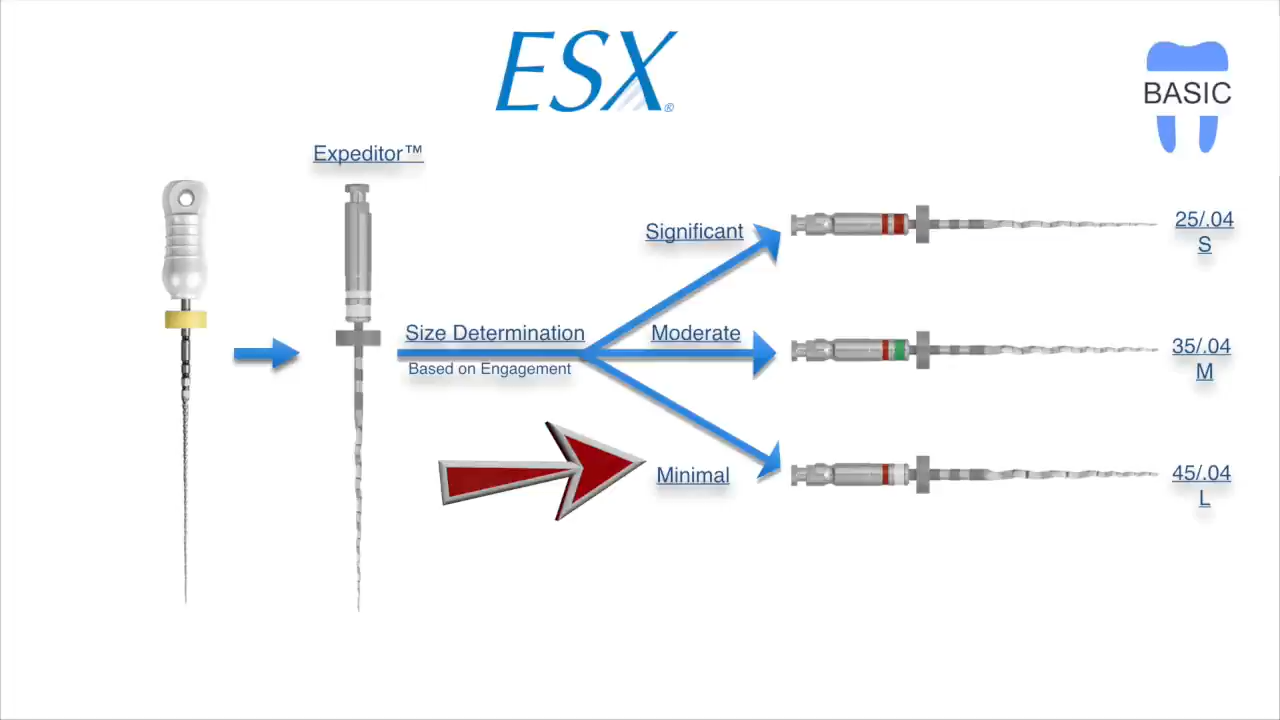 ESX®
BASIC
Expeditor™
Significant
25/.04
S
Size Determination
Based on Engagement
Moderate
35/.04
M
Minimal
45/.04
L